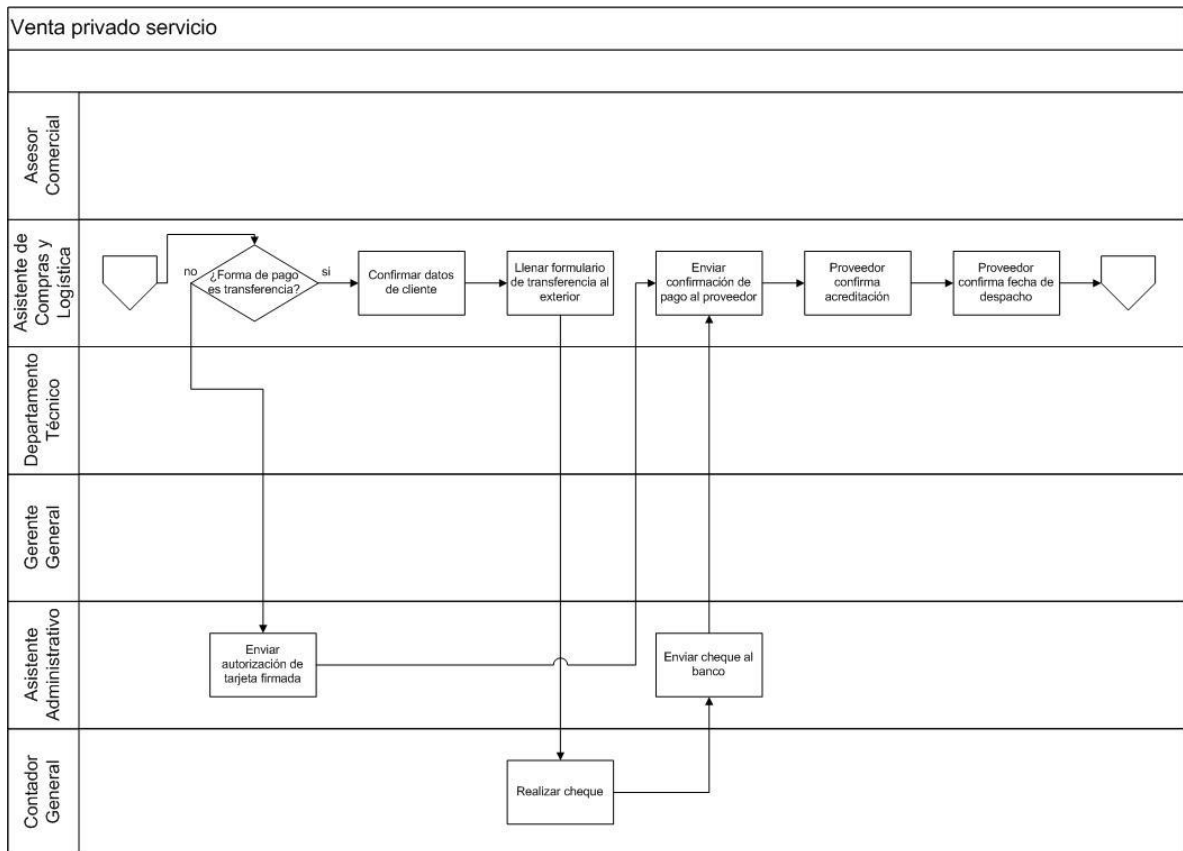 Venta privado servicio
Asesor
Comercial
Asistente de
Compras y
Logística
no
¿Forma de pago
es transferencia?
si
Confirmar datos
de cliente
Llenar formulario
de transferencia al
exterior
Enviar
confirmación de
pago al proveedor
Proveedor
confirma
acreditación
Proveedor
confirma fecha de
despacho
Departamento
Técnico
Gerente
General
Asistente
Administrativo
Enviar
autorización de
tarjeta firmada
Enviar cheque al
banco
Contador
General
Realizar cheque